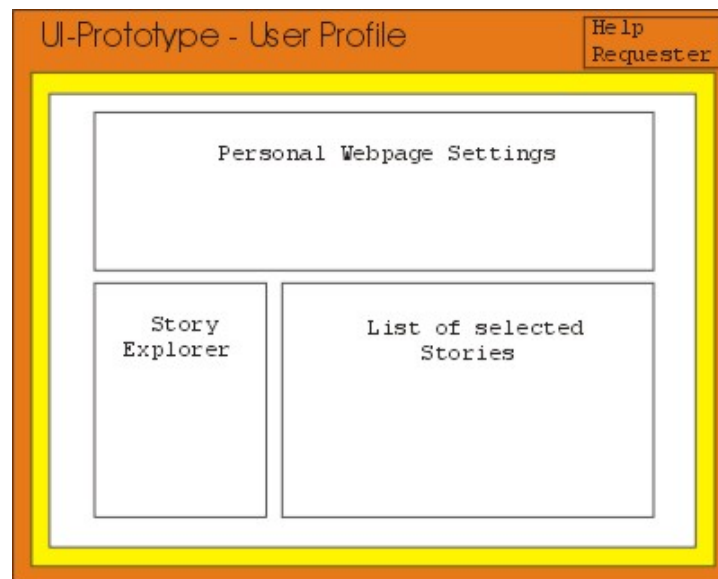 UI-Prototype - User Profile
Help
Requester
Personal Webpage Settings
Story
Explorer
List of selected
Stories